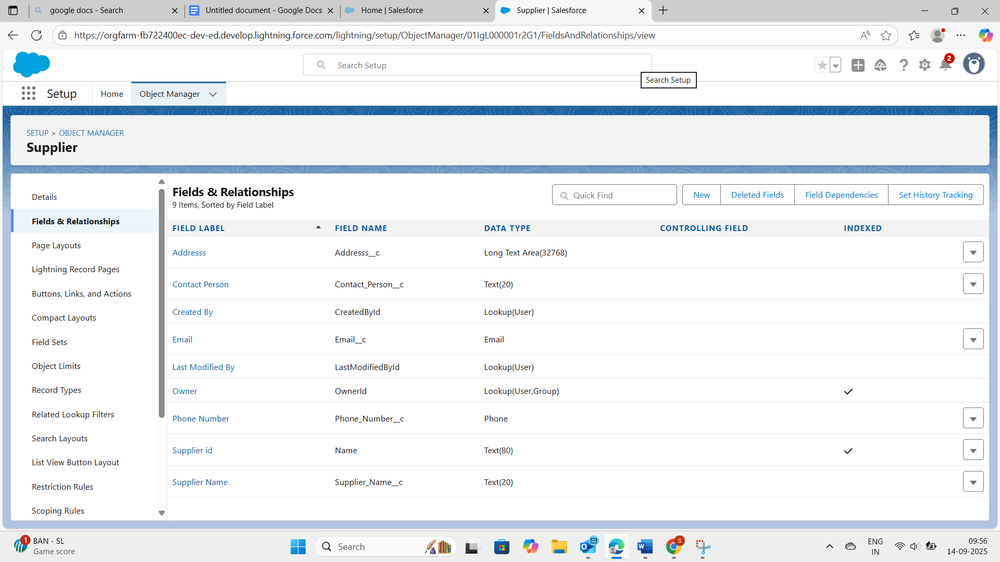 google docs - Search
Untitled document - Google Docs
Home | Salesforce
Supplier | Salesforce
https://orgfarm-fb722400ec-dev-ed.develop.lightning.force.com/lightning/setup/ObjectManager/01IgL000001r2G1/FieldsAndRelationships/view
Search Setup
2
Search Setup
Setup
Home
Object Manager
SETUP > OBJECT MANAGER
Supplier
Details
Fields & Relationships
Page Layouts
Lightning Record Pages
Buttons, Links, and Actions
Compact Layouts
Field Sets
Object Limits
Record Types
Related Lookup Filters
Search Layouts
List View Button Layout
Restriction Rules
Scoping Rules
Fields & Relationships
9 Items, Sorted by Field Label
Quick Find
New
Deleted Fields
Field Dependencies
Set History Tracking
FIELD LABEL FIELD NAME DATA TYPE CONTROLLING FIELD INDEXED
Addresss Addresss__c Long Text Area(32768)
Contact Person Contact_Person__c Text(20)
Created By CreatedById Lookup(User)
Email Email__c Email
Last Modified By LastModifiedById Lookup(User)
Owner OwnerId Lookup(User,Group)
Phone Number Phone_Number__c Phone
Supplier id Name Text(80)
Supplier Name Supplier_Name__c Text(20)
1
BAN - SL
Game score
Search
S
ENG
IN
09:56
14-09-2025